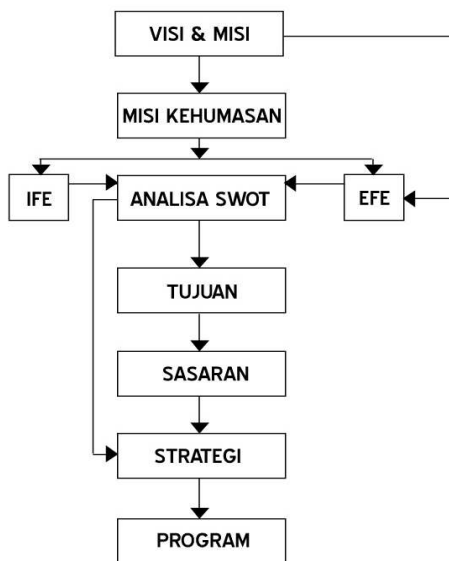 VISI & MISI
MISI KEHUMASAN
IFE
ANALISA SWOT
EFE
TUJUAN
SASARAN
STRATEGI
PROGRAM